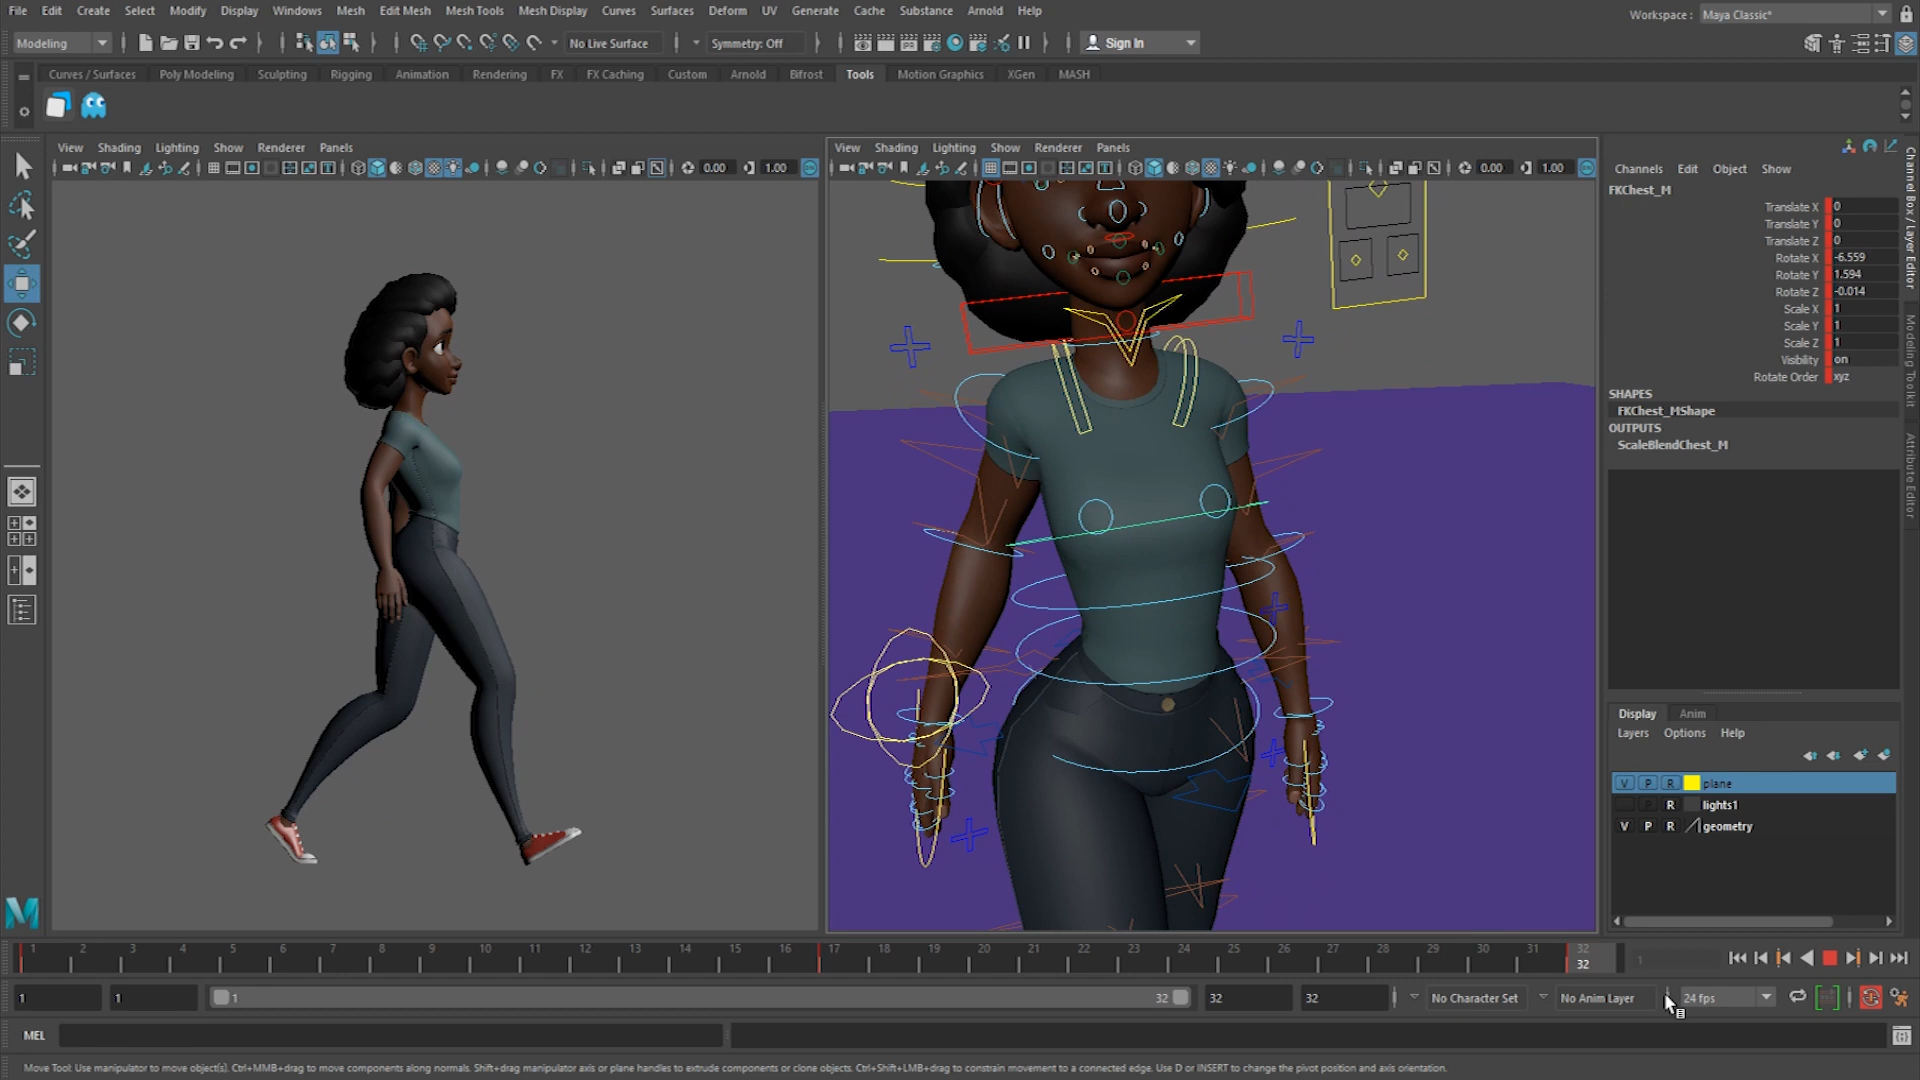 File Edit Create Select Modify Display Windows Mesh Edit Mesh Mesh Tools Mesh Display Curves Surfaces Deform UV Generate Cache Substance Arnold Help
Workspace : Maya Classic*
Modeling No Live Surface Symmetry: Off Sign In
Curves / Surfaces Poly Modeling Sculpting Rigging Animation Rendering FX FX Caching Custom Arnold Bifrost Tools Motion Graphics XGen MASH
View Shading Lighting Show Renderer Panels
0.00 1.00
View Shading Lighting Show Renderer Panels
0.00 1.00
Channels Edit Object Show
FKChest_M
Translate X 0
Translate Y 0
Translate Z 0
Rotate X -6.559
Rotate Y 1.594
Rotate Z -0.014
Scale X 1
Scale Y 1
Scale Z 1
Visibility on
Rotate Order xyz
SHAPES
FKChest_MShape
OUTPUTS
ScaleBlendChest_M
Channel Box / Layer Editor
Modeling Toolkit
Attribute Editor
Display Anim
Layers Options Help
V P R plane
P R lights1
V P R geometry
1 2 3 4 5 6 7 8 9 10 11 12 13 14 15 16 17 18 19 20 21 22 23 24 25 26 27 28 29 30 31 32
32
1
1 1 1 32 32 32 No Character Set No Anim Layer 24 fps
MEL
Move Tool: Use manipulator to move object(s). Ctrl+MMB+drag to move components along normals. Shift+drag manipulator axis or plane handles to extrude components or clone objects. Ctrl+Shift+LMB+drag to constrain movement to a connected edge. Use D or INSERT to change the pivot position and axis orientation.